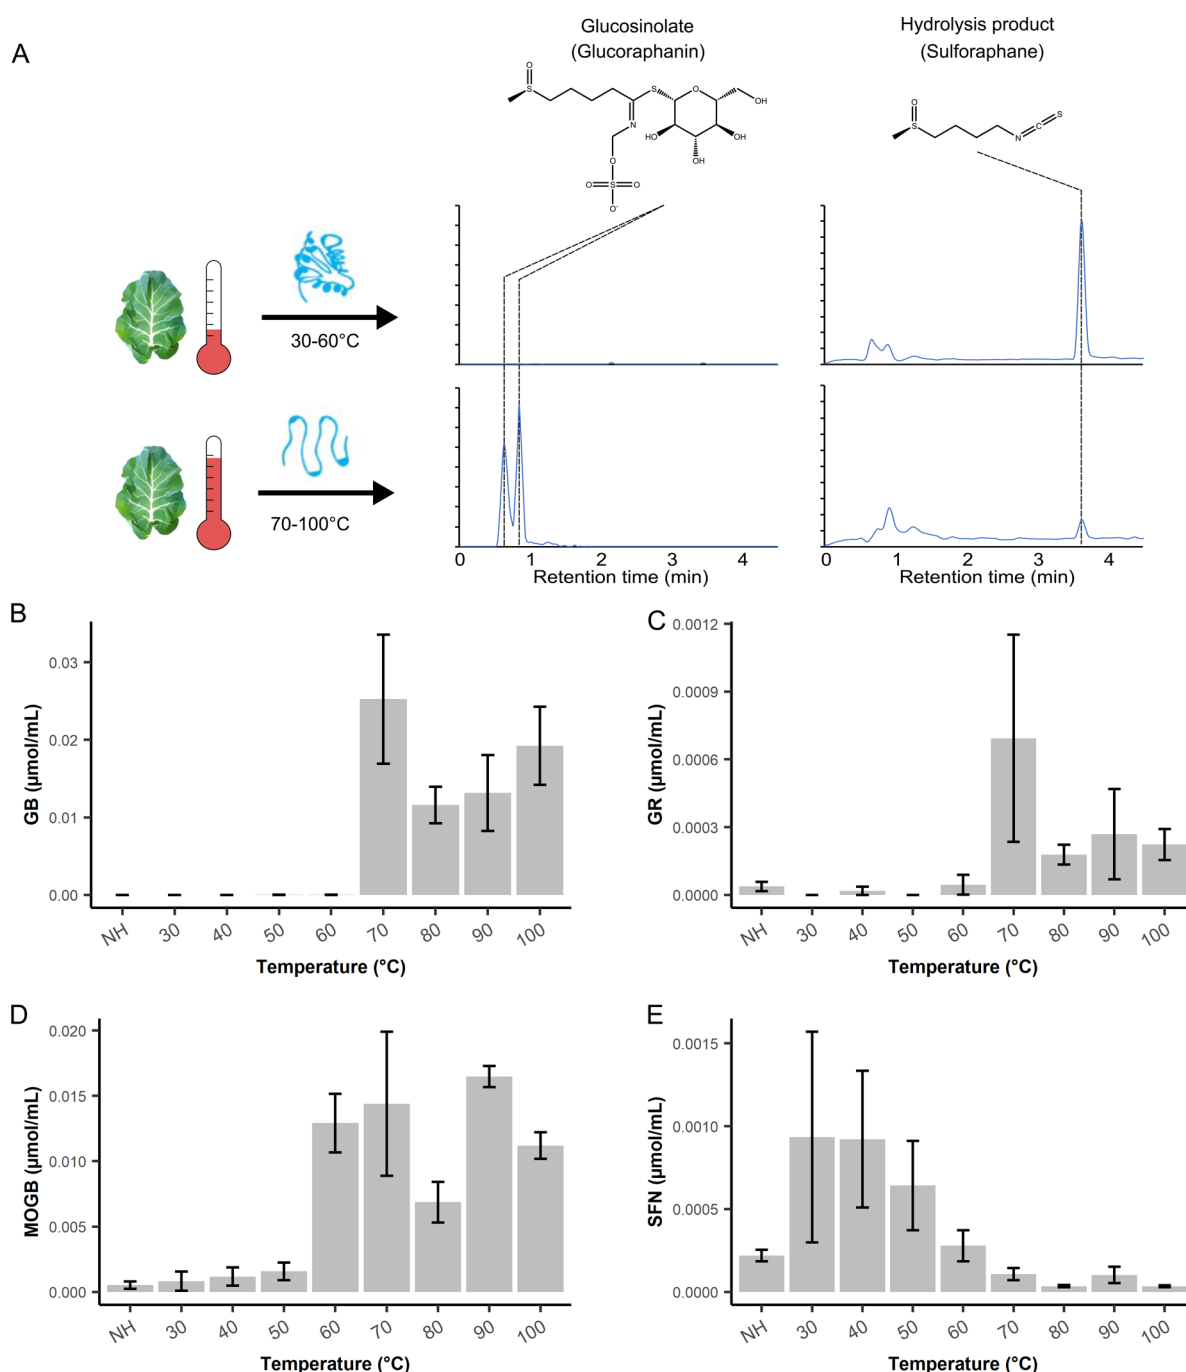 A
Glucosinolate
(Glucoraphanin)
Hydrolysis product
(Sulforaphane)
O
S
S
O
OH
N
HO
OH
OH
O
O
S
O
O-
O
S
N
C
S
30-60°C
70-100°C
0 1 2 3 4
Retention time (min)
0 1 2 3 4
Retention time (min)
B
GB (µmol/mL)
0.03
0.02
0.01
0.00
NH 30 40 50 60 70 80 90 100
Temperature (°C)
C
GR (µmol/mL)
0.0012
0.0009
0.0006
0.0003
0.0000
NH 30 40 50 60 70 80 90 100
Temperature (°C)
D
MOGB (µmol/mL)
0.020
0.015
0.010
0.005
0.000
NH 30 40 50 60 70 80 90 100
Temperature (°C)
E
SFN (µmol/mL)
0.0015
0.0010
0.0005
0.0000
NH 30 40 50 60 70 80 90 100
Temperature (°C)